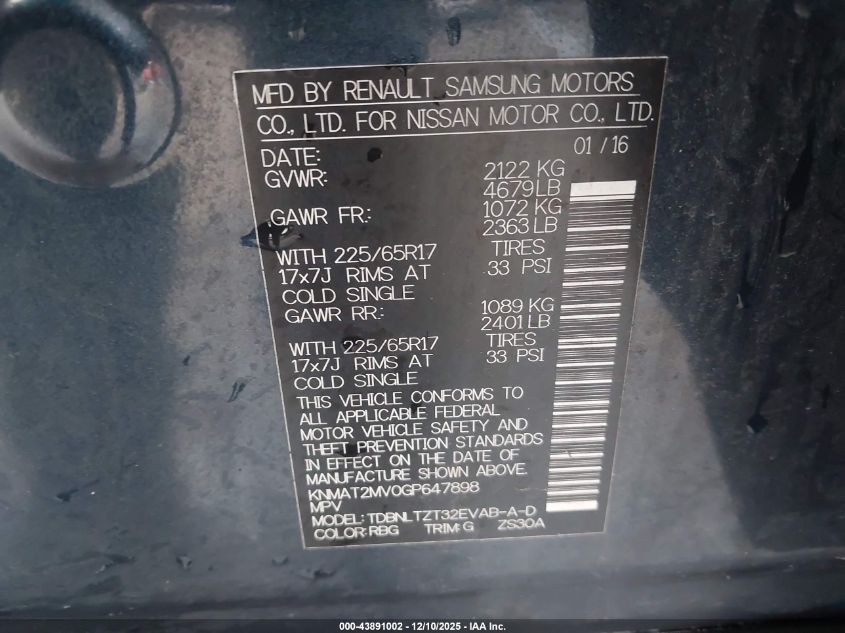 MFD BY RENAULT SAMSUNG MOTORS
CO., LTD. FOR NISSAN MOTOR CO., LTD.
DATE: 01 / 16
GVWR: 2122 KG
4679 LB
GAWR FR: 1072 KG
2363 LB
WITH 225/65R17 TIRES
17x7J RIMS AT 33 PSI
COLD SINGLE
GAWR RR: 1089 KG
2401 LB
WITH 225/65R17 TIRES
17x7J RIMS AT 33 PSI
COLD SINGLE
THIS VEHICLE CONFORMS TO
ALL APPLICABLE FEDERAL
MOTOR VEHICLE SAFETY AND
THEFT PREVENTION STANDARDS
IN EFFECT ON THE DATE OF
MANUFACTURE SHOWN ABOVE.
KNMAT2MV0GP647898
MPV
MODEL: TDBNLTZT32EVAB-A-D
COLOR:RBG TRIM:G ZS30A
000-43891002 - 12/10/2025 - IAA Inc.